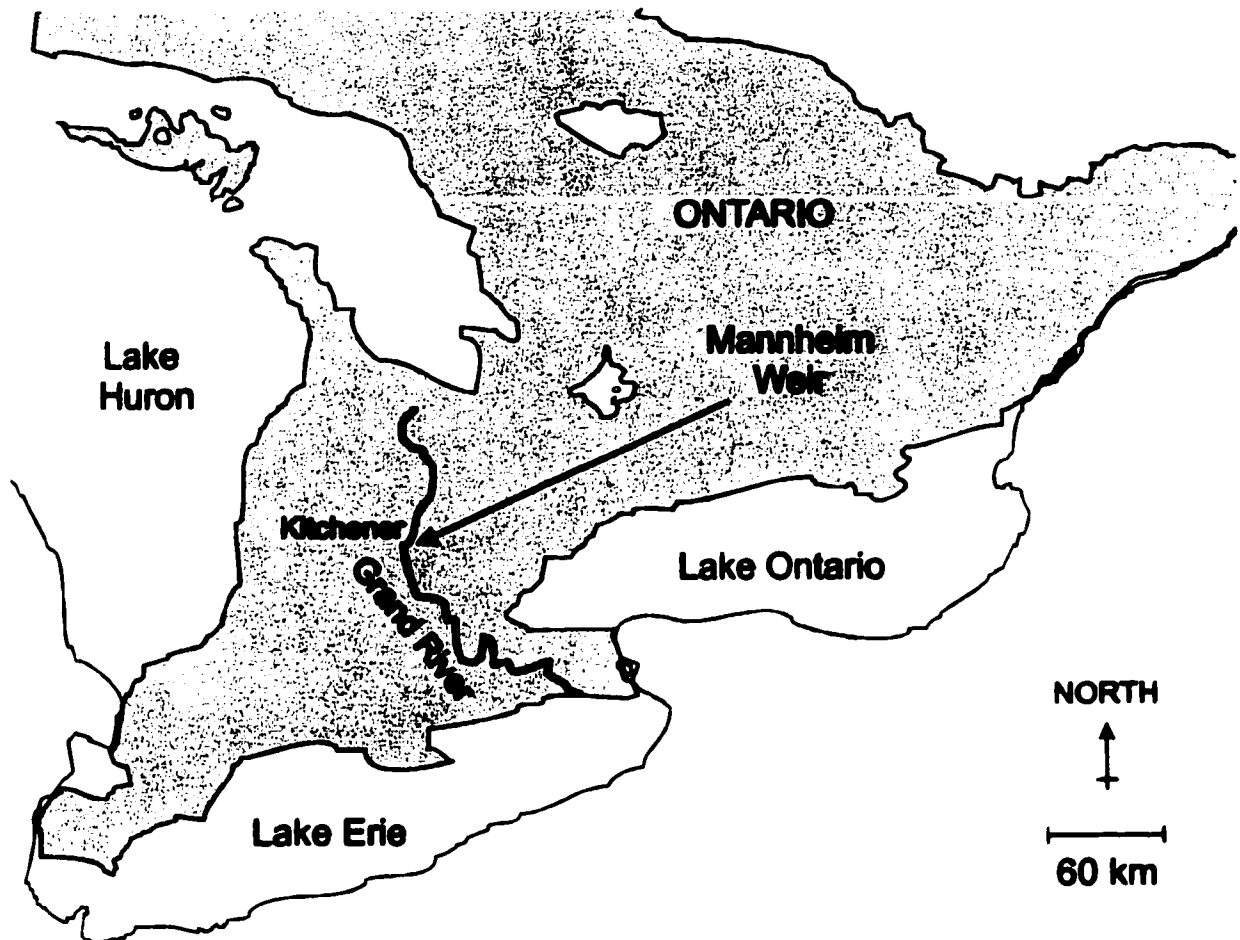 ONTARIO
Mannheim
Weir
Lake
Huron
Kitchener
Grand River
Lake Ontario
NORTH
Lake Erie
60 km